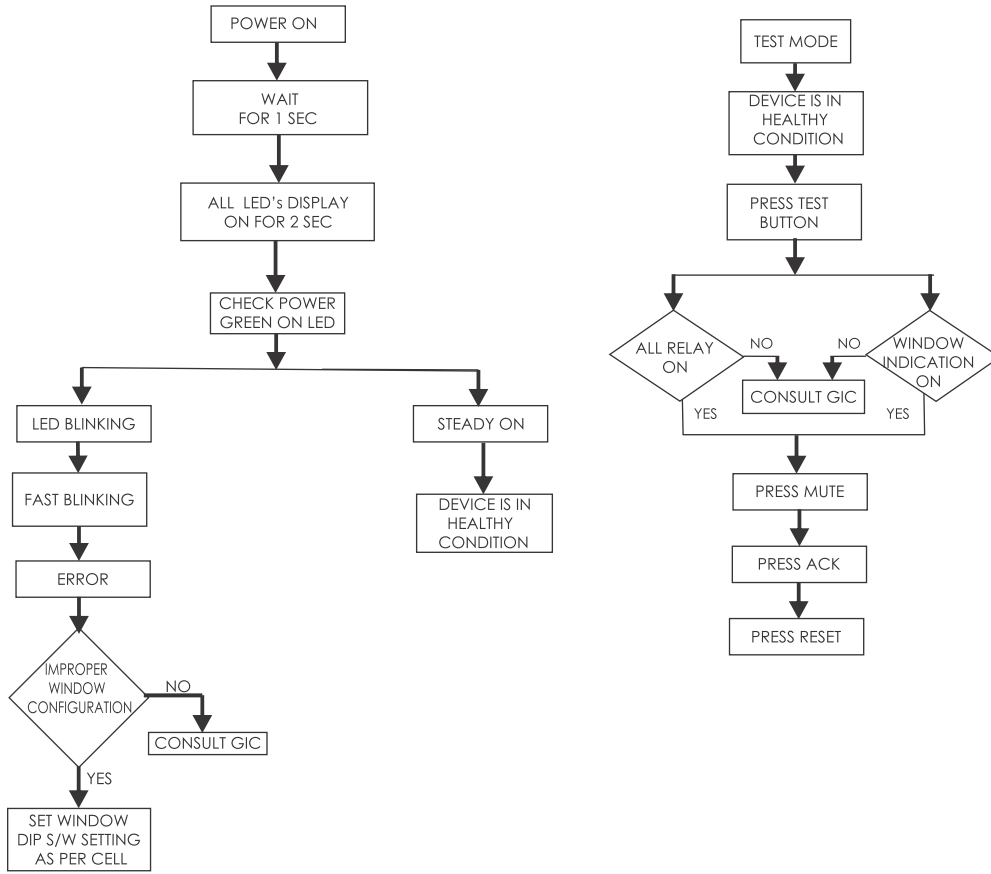 POWER ON
WAIT
FOR 1 SEC
ALL LED's DISPLAY
ON FOR 2 SEC
CHECK POWER
GREEN ON LED
LED BLINKING
STEADY ON
FAST BLINKING
DEVICE IS IN
HEALTHY
CONDITION
ERROR
IMPROPER
WINDOW
CONFIGURATION
NO
CONSULT GIC
YES
SET WINDOW
DIP S/W SETTING
AS PER CELL
TEST MODE
DEVICE IS IN
HEALTHY
CONDITION
PRESS TEST
BUTTON
ALL RELAY
ON
NO
NO
WINDOW
INDICATION
ON
CONSULT GIC
YES
YES
PRESS MUTE
PRESS ACK
PRESS RESET